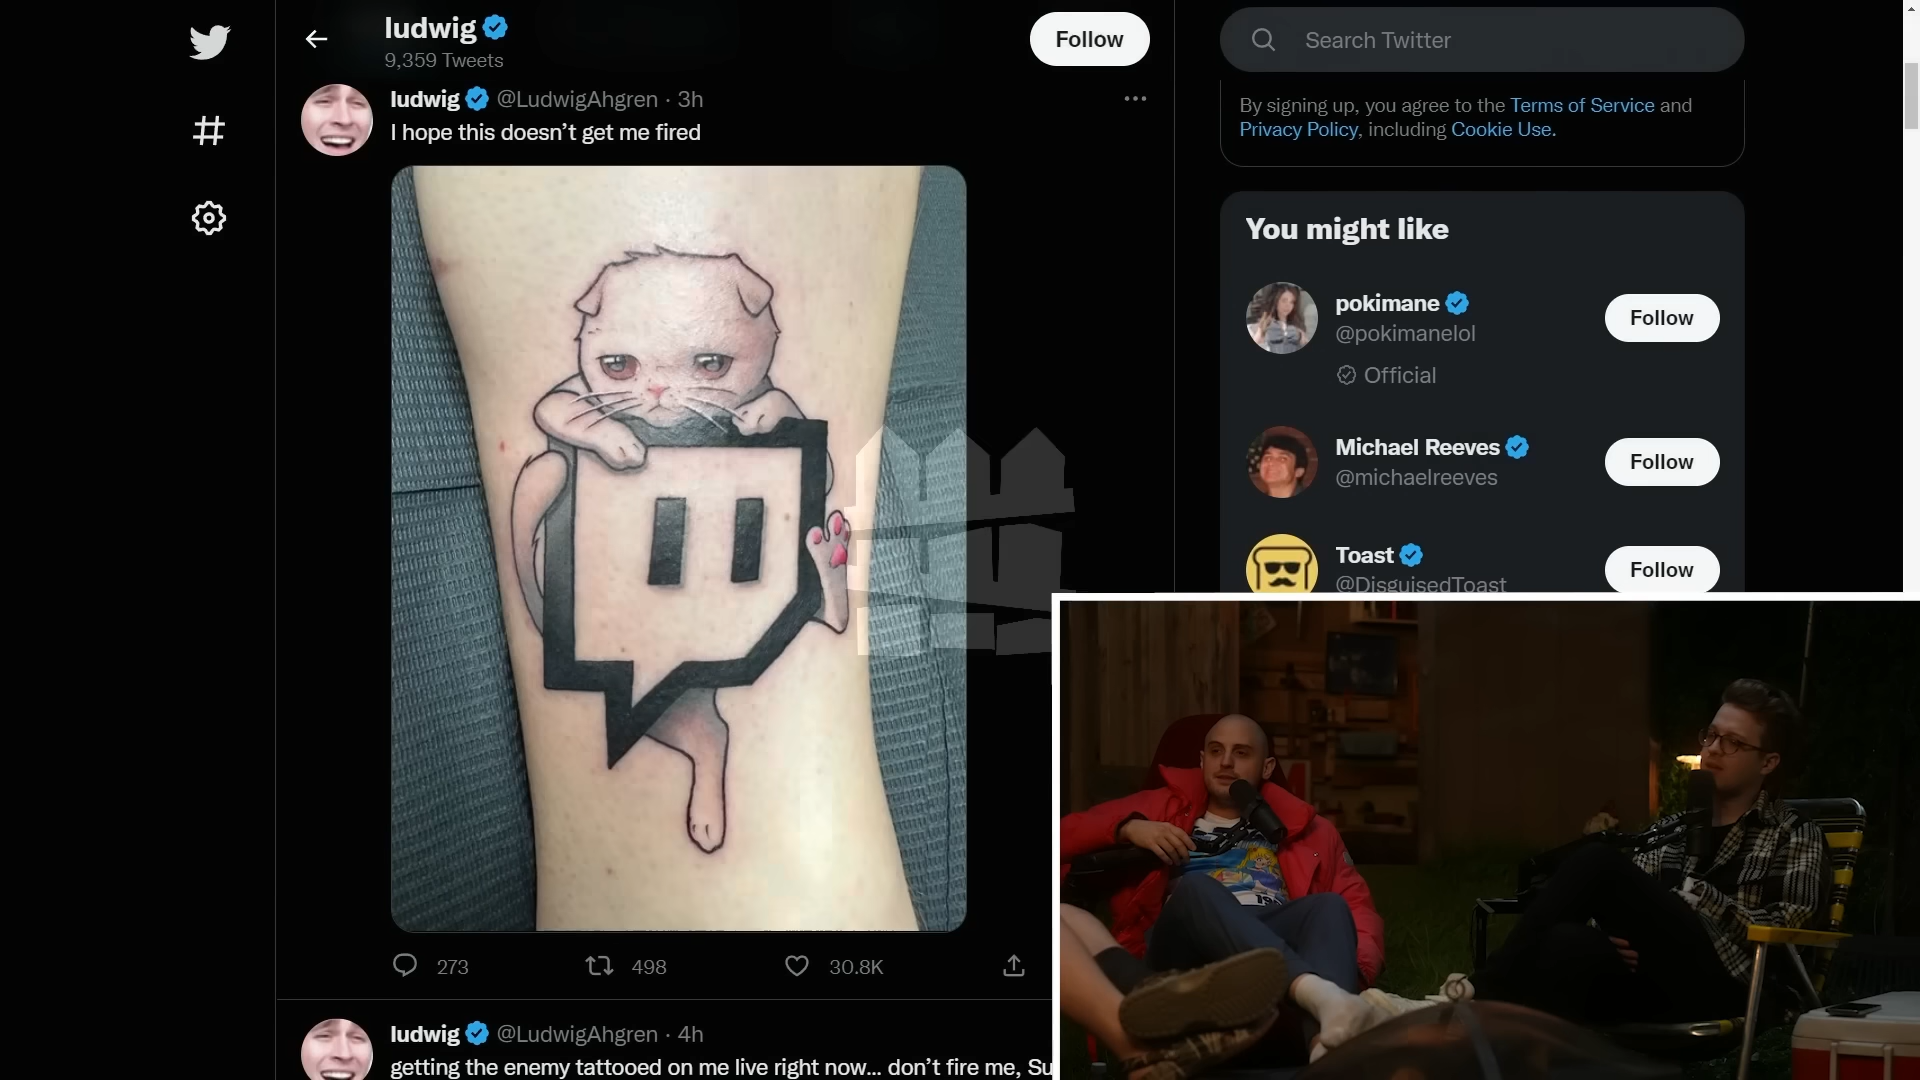 ludwig
9,359 Tweets
Follow
Search Twitter
ludwig @LudwigAhgren · 3h
I hope this doesn’t get me fired
By signing up, you agree to the Terms of Service and
Privacy Policy, including Cookie Use.
You might like
pokimane
@pokimanelol
Official
Follow
Michael Reeves
@michaelreeves
Follow
Toast
@DisguisedToast
Follow
273
498
30.8K
ludwig @LudwigAhgren · 4h
getting the enemy tattooed on me live right now... don’t fire me, Su